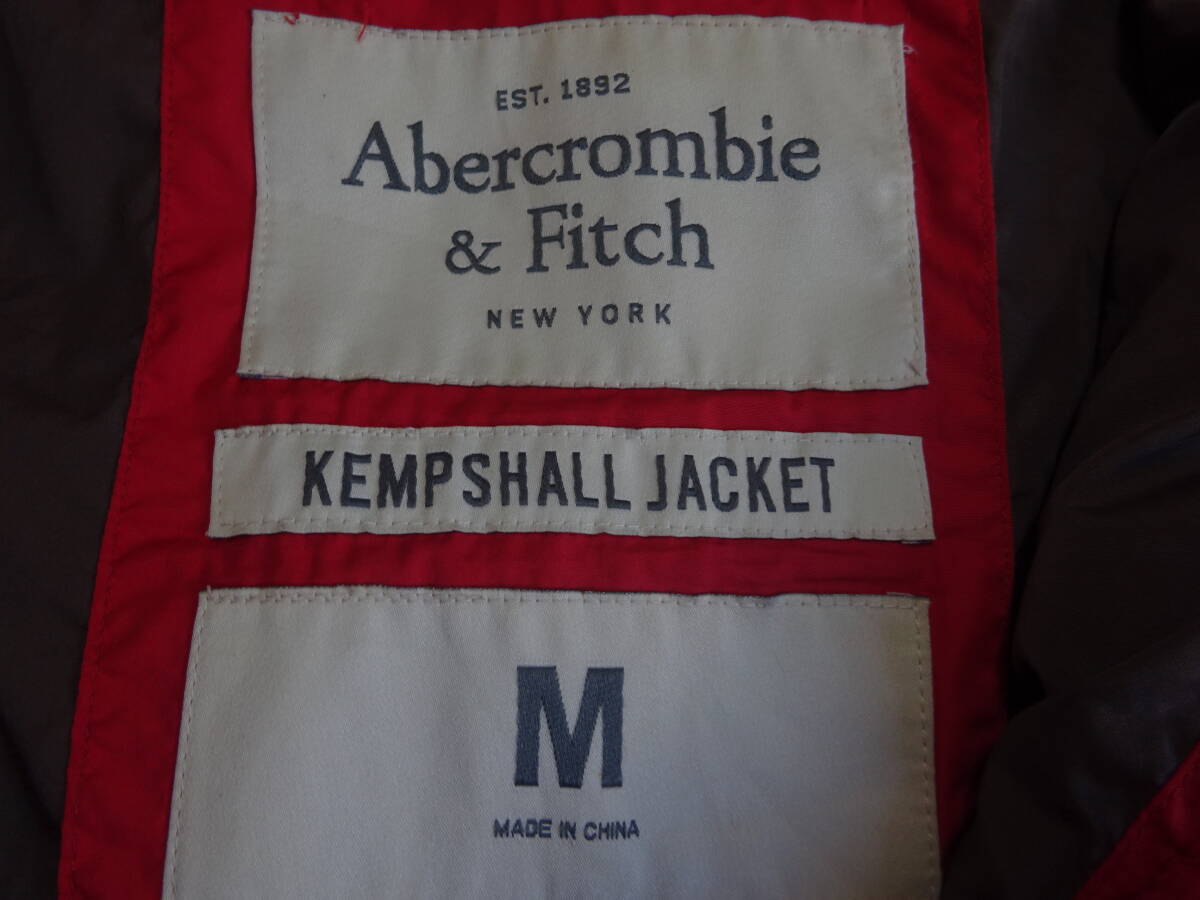 EST. 1892
Abercrombie
& Fitch
NEW YORK
KEMPSHALL JACKET
M
MADE IN CHINA